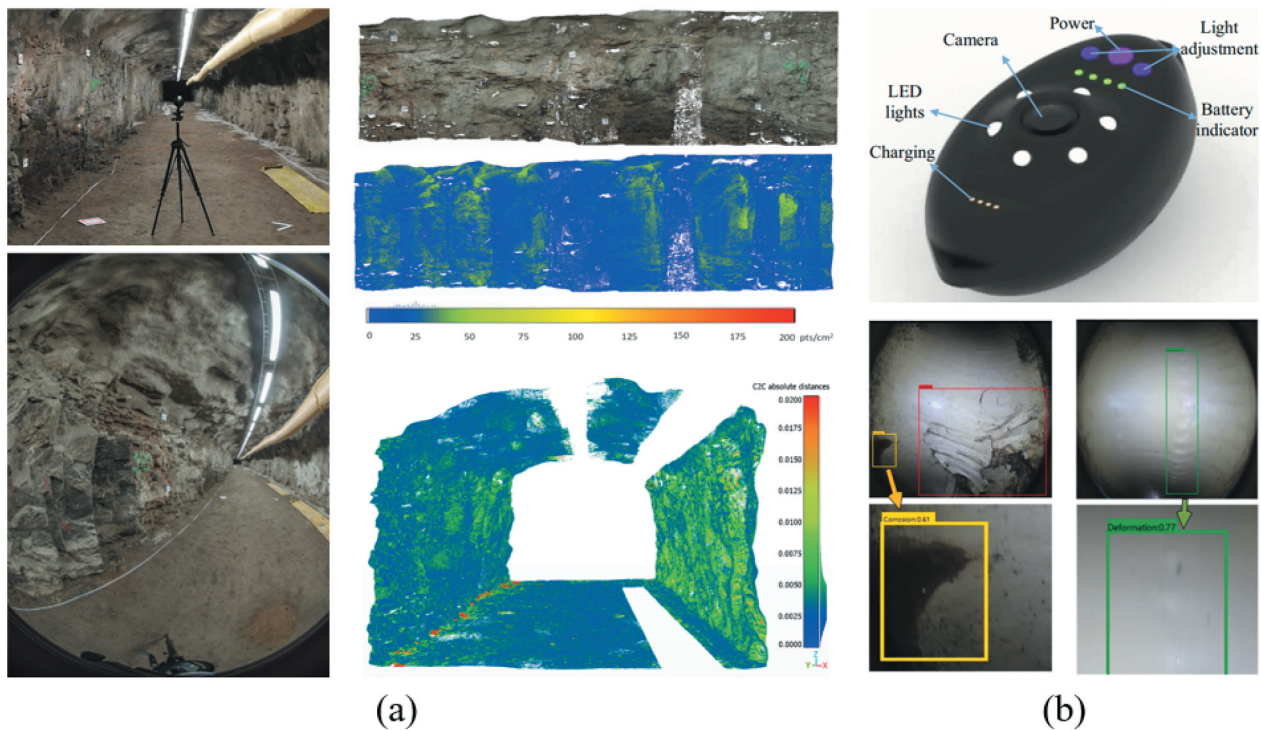 0
25
50
75
100
125
150
175
200
pts/cm²
C2C absolute distances
0.0200
0.0175
0.0150
0.0125
0.0100
0.0075
0.0050
0.0025
0.0000
Z
Y
X
(a)
Power
Camera
Light
adjustment
LED
lights
Battery
indicator
Charging
Corrosion:0.61
Deformation:0.77
(b)